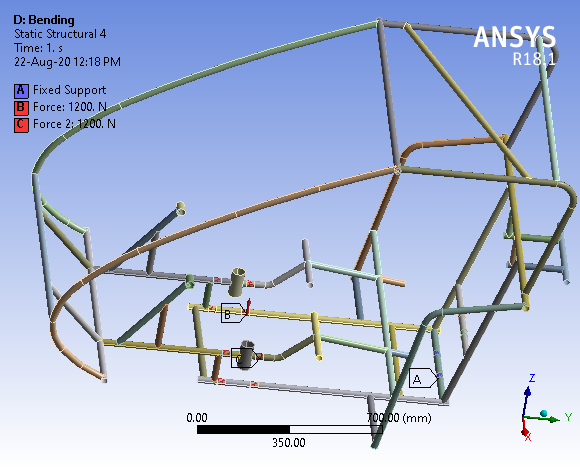 D: Bending
Static Structural 4
Time: 1. s
22-Aug-20 12:18 PM
A Fixed Support
B Force: 1200. N
C Force 2: 1200. N
ANSYS
R18.1
B
A
0.00
700.00 (mm)
350.00
Z
Y
X